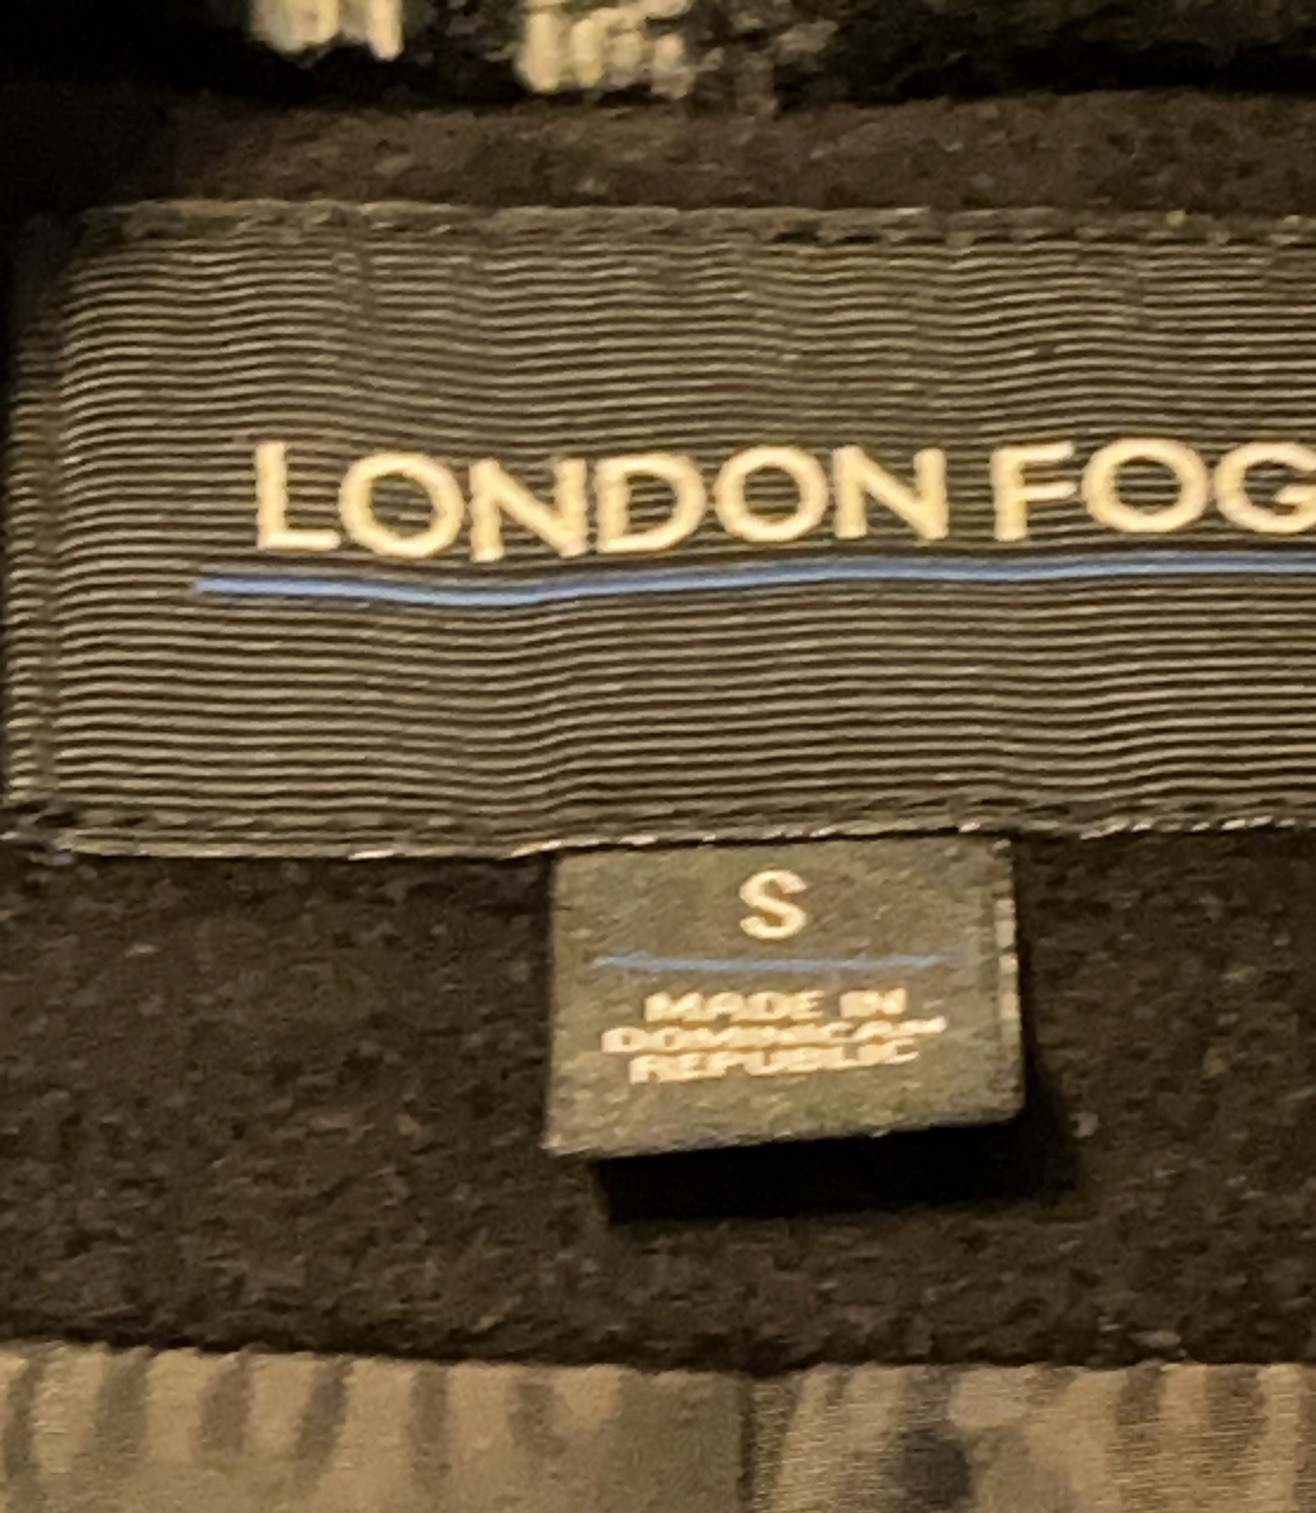 LONDON FOG
S
MADE IN
DOMINICAN
REPUBLIC